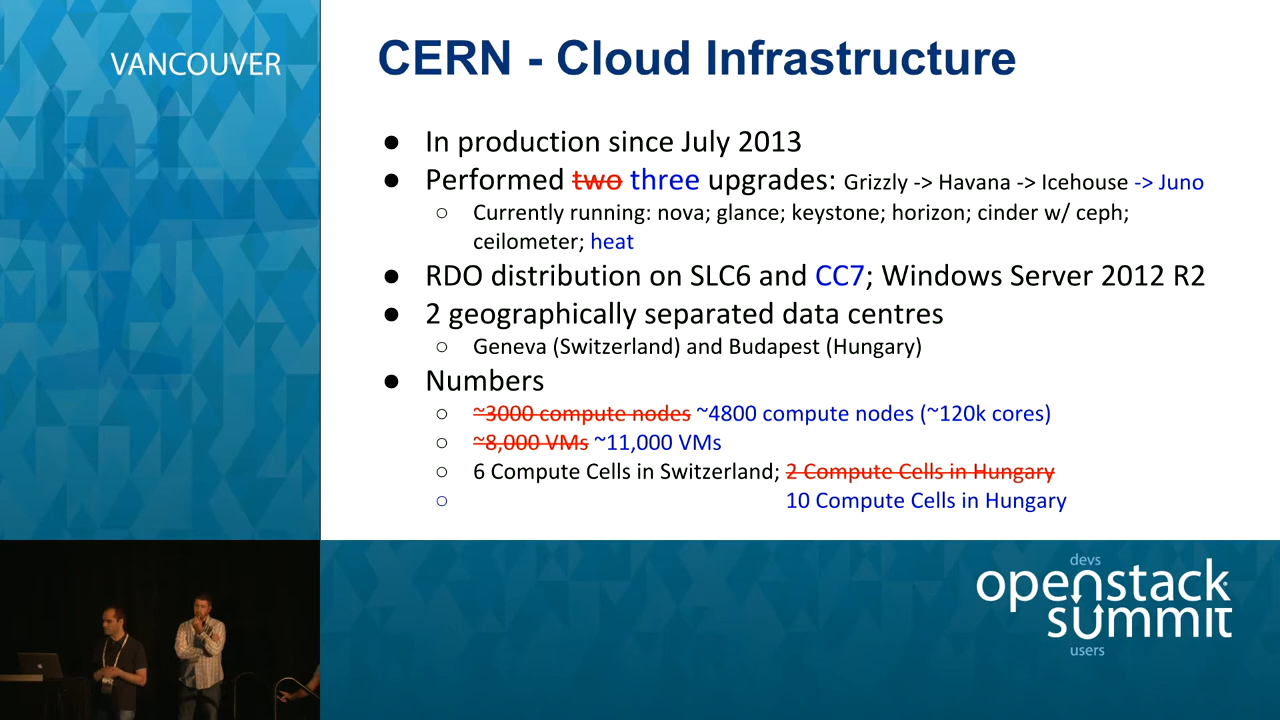 VANCOUVER
CERN - Cloud Infrastructure
● In production since July 2013
● Performed two three upgrades: Grizzly -> Havana -> Icehouse -> Juno
○ Currently running: nova; glance; keystone; horizon; cinder w/ ceph;
ceilometer; heat
● RDO distribution on SLC6 and CC7; Windows Server 2012 R2
● 2 geographically separated data centres
○ Geneva (Switzerland) and Budapest (Hungary)
● Numbers
○ ~3000 compute nodes ~4800 compute nodes (~120k cores)
○ ~8,000 VMs ~11,000 VMs
○ 6 Compute Cells in Switzerland; 2 Compute Cells in Hungary
○ 10 Compute Cells in Hungary
devs
openstack
summit
users